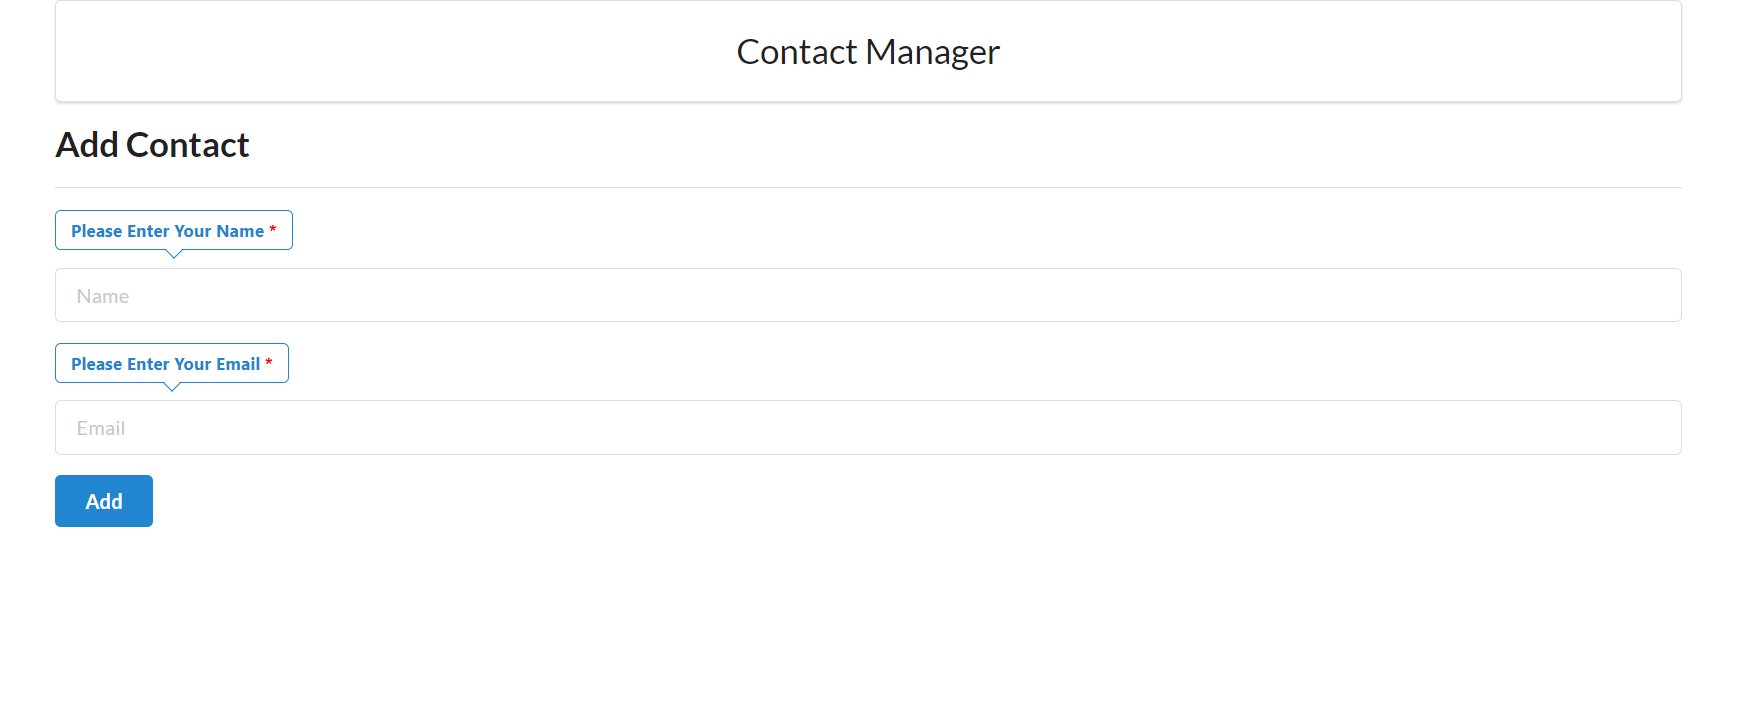 Contact Manager
Add Contact
Please Enter Your Name *
Name
Please Enter Your Email *
Email
Add